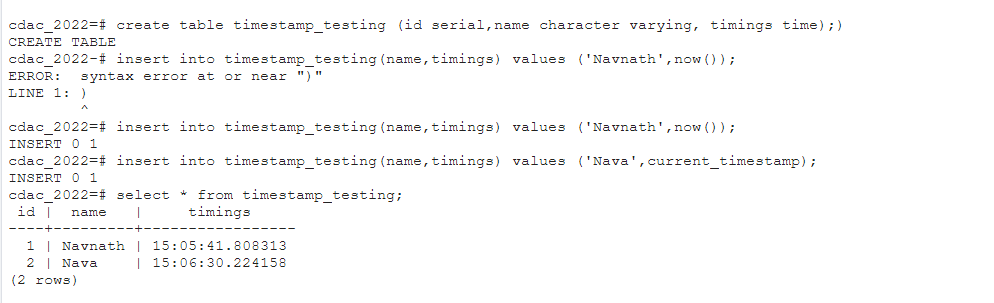 cdac_2022=# create table timestamp_testing (id serial,name character varying, timings time);)
CREATE TABLE
cdac_2022-# insert into timestamp_testing(name,timings) values ('Navnath',now());
ERROR:  syntax error at or near ")"
LINE 1: )
        ^
cdac_2022=# insert into timestamp_testing(name,timings) values ('Navnath',now());
INSERT 0 1
cdac_2022=# insert into timestamp_testing(name,timings) values ('Nava',current_timestamp);
INSERT 0 1
cdac_2022=# select * from timestamp_testing;
 id |  name   |     timings
----+---------+-----------------
  1 | Navnath | 15:05:41.808313
  2 | Nava    | 15:06:30.224158
(2 rows)